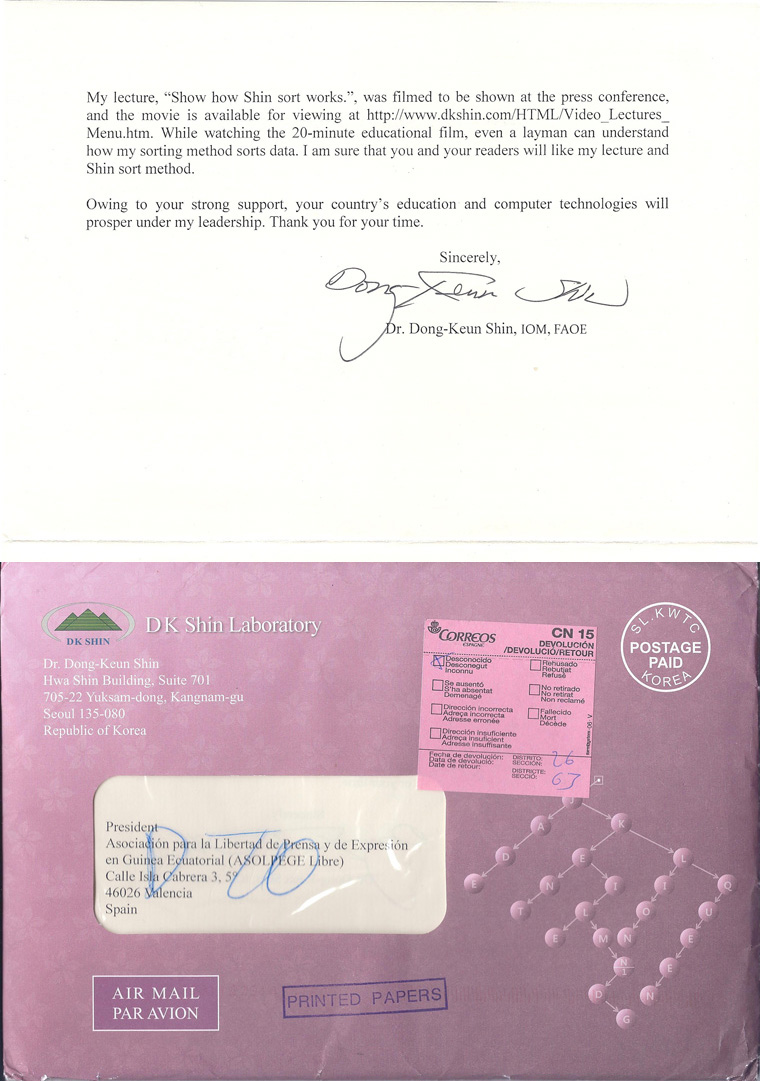 My lecture, “Show how Shin sort works.”, was filmed to be shown at the press conference,
and the movie is available for viewing at http://www.dkshin.com/HTML/Video_Lectures_
Menu.htm. While watching the 20-minute educational film, even a layman can understand
how my sorting method sorts data. I am sure that you and your readers will like my lecture and
Shin sort method.
Owing to your strong support, your country’s education and computer technologies will
prosper under my leadership. Thank you for your time.
Sincerely,
Dong-Keun Shin
Dr. Dong-Keun Shin, IOM, FAOE
DK SHIN
DK Shin Laboratory
Dr. Dong-Keun Shin
Hwa Shin Building, Suite 701
705-22 Yuksam-dong, Kangnam-gu
Seoul 135-080
Republic of Korea
CORREOS
ESPAGNE
CN 15
DEVOLUCIÓN
/DEVOLUCIÓ/RETOUR
Desconocido
Desconegut
Inconnu
Rehusado
Rebutjat
Refusé
Se ausentó
S'ha absentat
Demenagé
No retirado
No retirat
Non reclamé
Dirección incorrecta
Adreça incorrecta
Adresse erronée
Fallecido
Mort
Décédé
Dirección insuficiente
Adreça insuficient
Adresse insuffisante
Fecha de devolución:
Data de devolució:
Date de retour:
DISTRITO:
SECCIÓN:
26
DISTRICTE:
SECCIÓ:
63
SL.KWTC
POSTAGE
PAID
KOREA
President
Asociación para la Libertad de Prensa y de Expresión
en Guinea Ecuatorial (ASOLPEGE Libre)
Calle Isla Cabrera 3, 5ª
46026 Valencia
Spain
A
K
D
E
L
E
N
I
L
Q
T
L
O
U
E
M
N
E
N
E
D
N
G
AIR MAIL
PAR AVION
PRINTED PAPERS